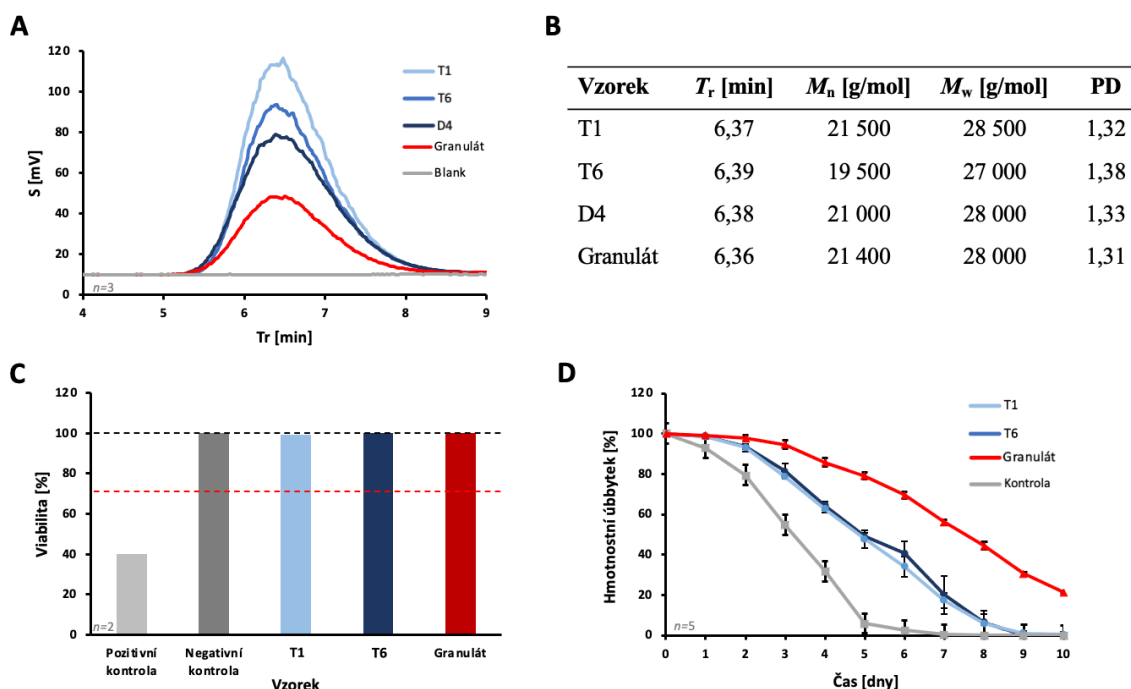 A
120
100
80
60
40
20
0
S [mV]
T1
T6
D4
Granulát
Blank
n=3
4 5 6 7 8 9
Tr [min]
B
Vzorek Tr [min] Mn [g/mol] Mw [g/mol] PD
T1 6,37 21 500 28 500 1,32
T6 6,39 19 500 27 000 1,38
D4 6,38 21 000 28 000 1,33
Granulát 6,36 21 400 28 000 1,31
C
120
100
80
60
40
20
0
Viabilita [%]
n=2
Pozitivní kontrola
Negativní kontrola
T1
T6
Granulát
Vzorek
D
120
100
80
60
40
20
0
Hmotnostní úbbytek [%]
T1
T6
Granulát
Kontrola
n=5
0 1 2 3 4 5 6 7 8 9 10
Čas [dny]